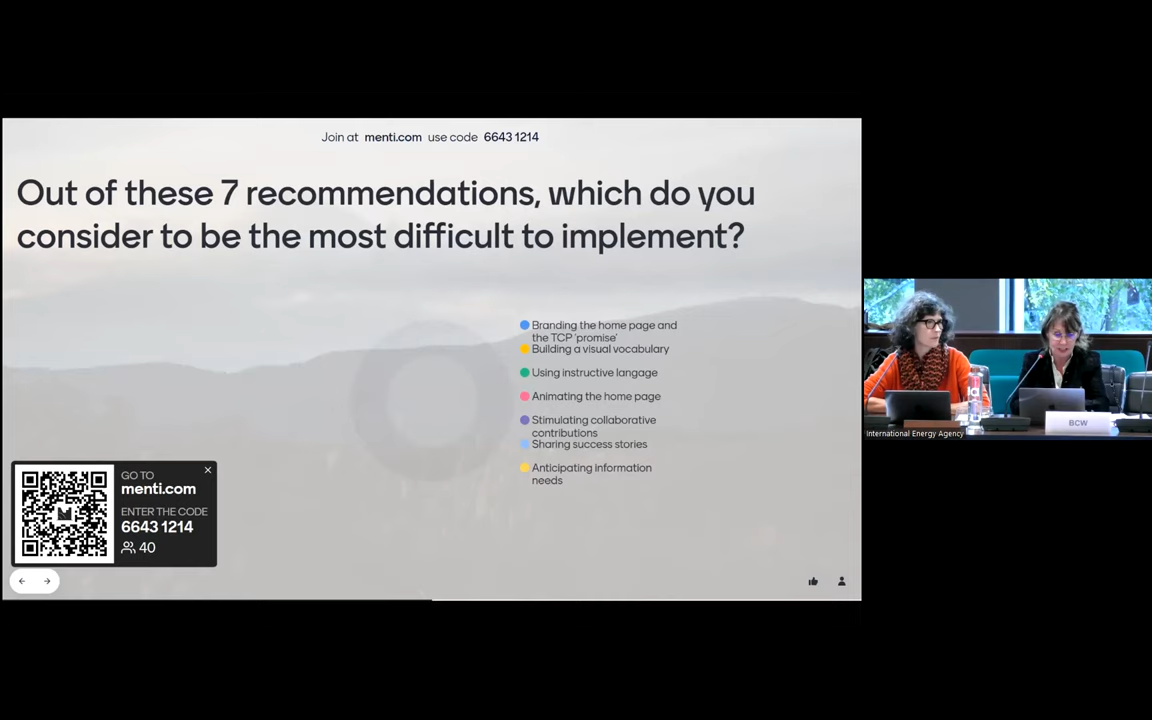 Join at menti.com use code 6643 1214
Out of these 7 recommendations, which do you
consider to be the most difficult to implement?
Branding the home page and
the TCP 'promise'
Building a visual vocabulary
Using instructive langage
Animating the home page
Stimulating collaborative
contributions
Sharing success stories
Anticipating information
needs
GO TO
menti.com
ENTER THE CODE
6643 1214
40
BCW
International Energy Agency